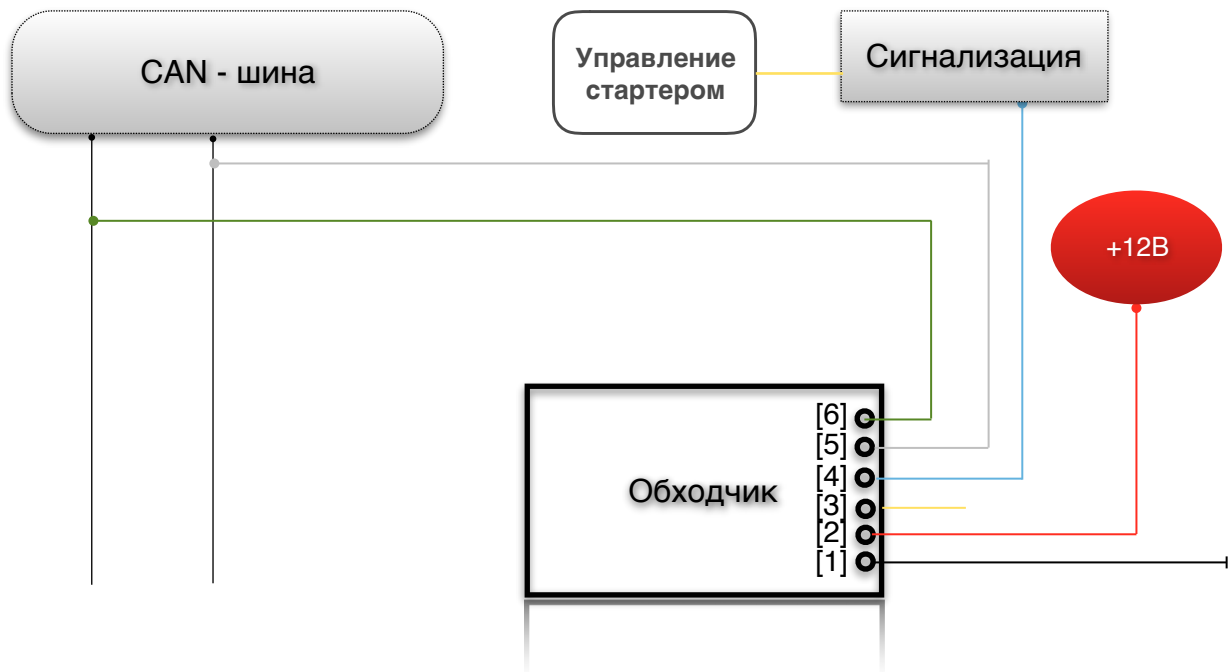 CAN - шина
Управление
стартером
Сигнализация
+12В
[6]
[5]
[4]
[3]
[2]
[1]
Обходчик